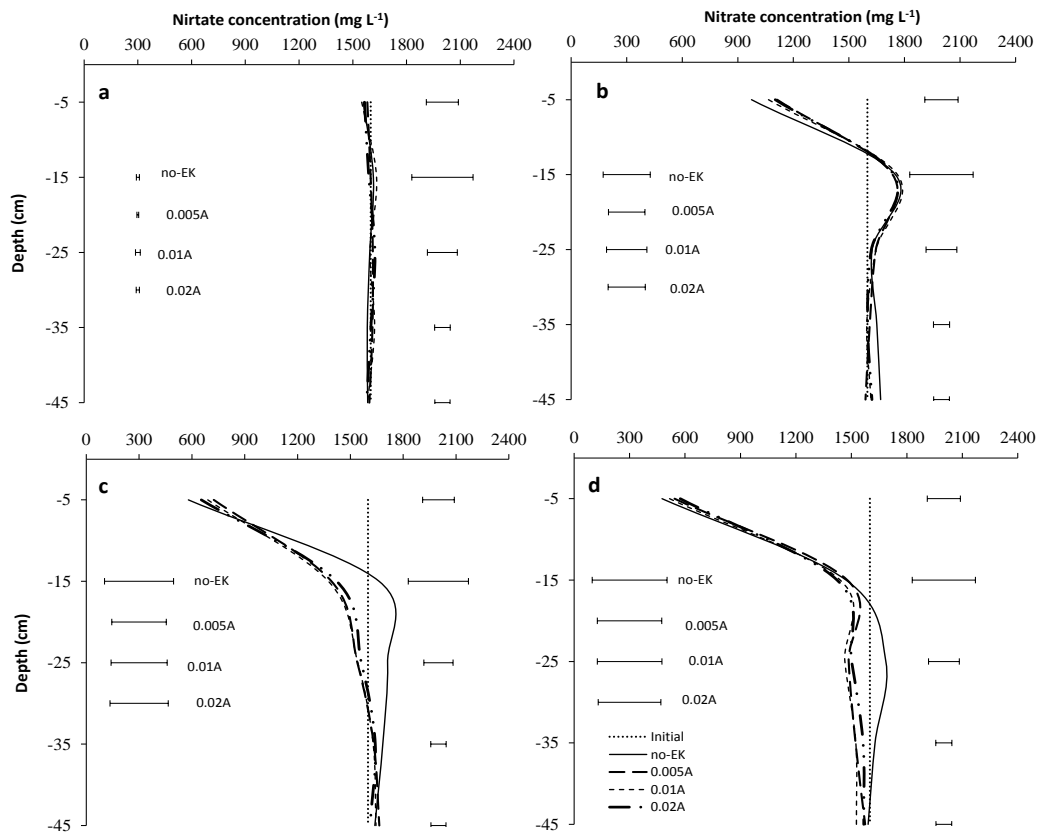 Nirtate concentration (mg L-1)
0 300 600 900 1200 1500 1800 2100 2400
a
-5
-15
-25
-35
-45
Depth (cm)
no-EK
0.005A
0.01A
0.02A
Nitrate concentration (mg L-1)
0 300 600 900 1200 1500 1800 2100 2400
b
-5
-15
-25
-35
-45
no-EK
0.005A
0.01A
0.02A
0 300 600 900 1200 1500 1800 2100 2400
c
-5
-15
-25
-35
-45
Depth (cm)
no-EK
0.005A
0.01A
0.02A
0 300 600 900 1200 1500 1800 2100 2400
d
-5
-15
-25
-35
-45
no-EK
0.005A
0.01A
0.02A
Initial
no-EK
0.005A
0.01A
0.02A